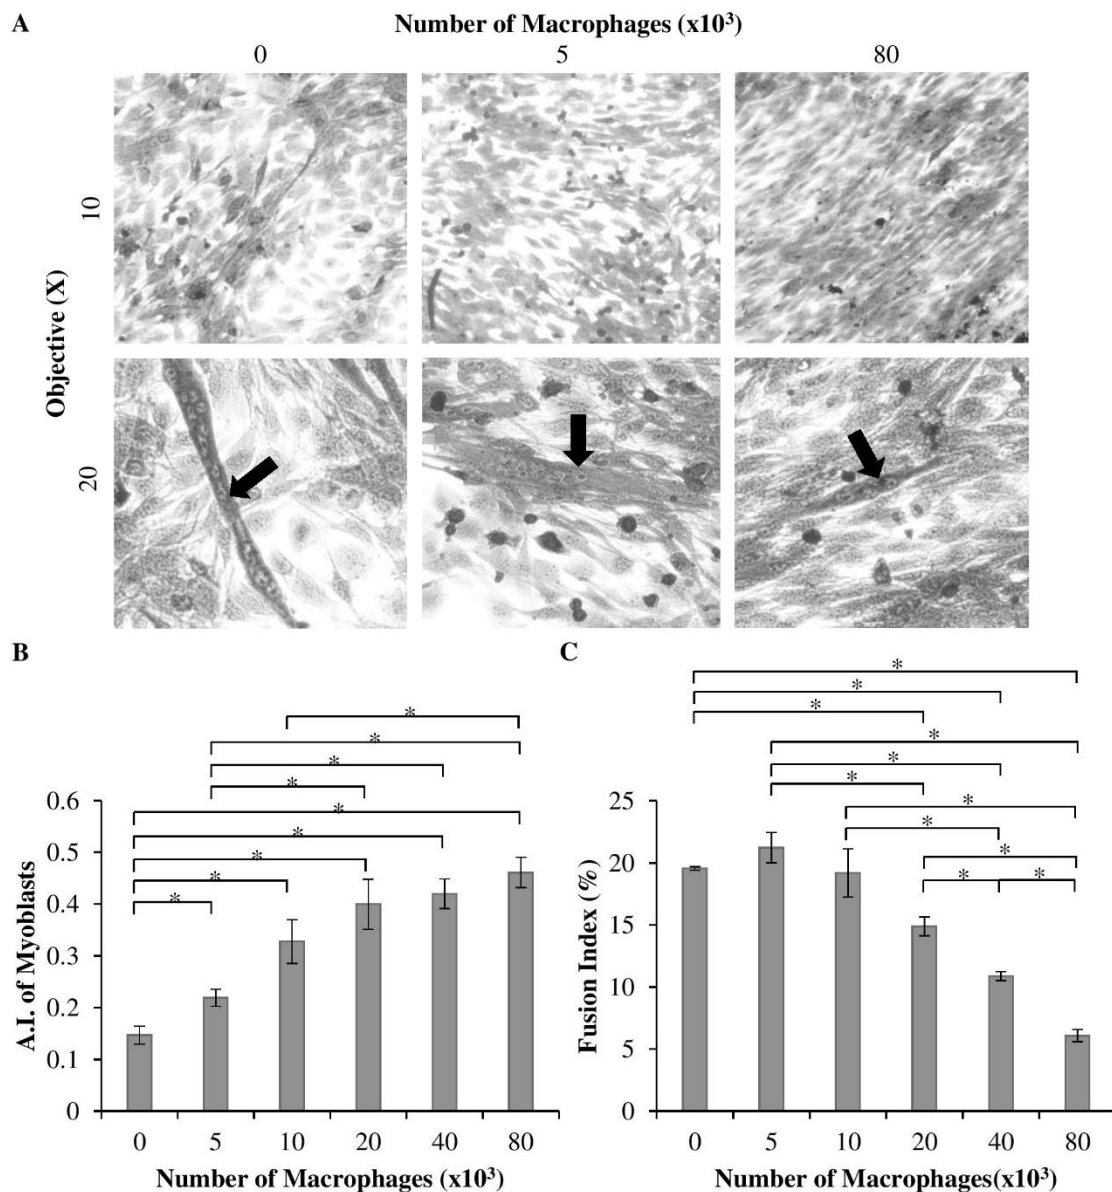 A
Number of Macrophages (x10³)
0 5 80
Objective (X)
10
20
B
* * * * * * * * *
A.I. of Myoblasts
0.6
0.5
0.4
0.3
0.2
0.1
0
0 5 10 20 40 80
Number of Macrophages (x10³)
C
* * * * * * * * * * *
Fusion Index (%)
25
20
15
10
5
0
0 5 10 20 40 80
Number of Macrophages(x10³)